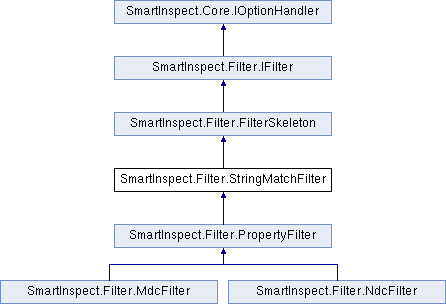 SmartInspect.Core.IOptionHandler
SmartInspect.Filter.IFilter
SmartInspect.Filter.FilterSkeleton
SmartInspect.Filter.StringMatchFilter
SmartInspect.Filter.PropertyFilter
SmartInspect.Filter.MdcFilter
SmartInspect.Filter.NdcFilter